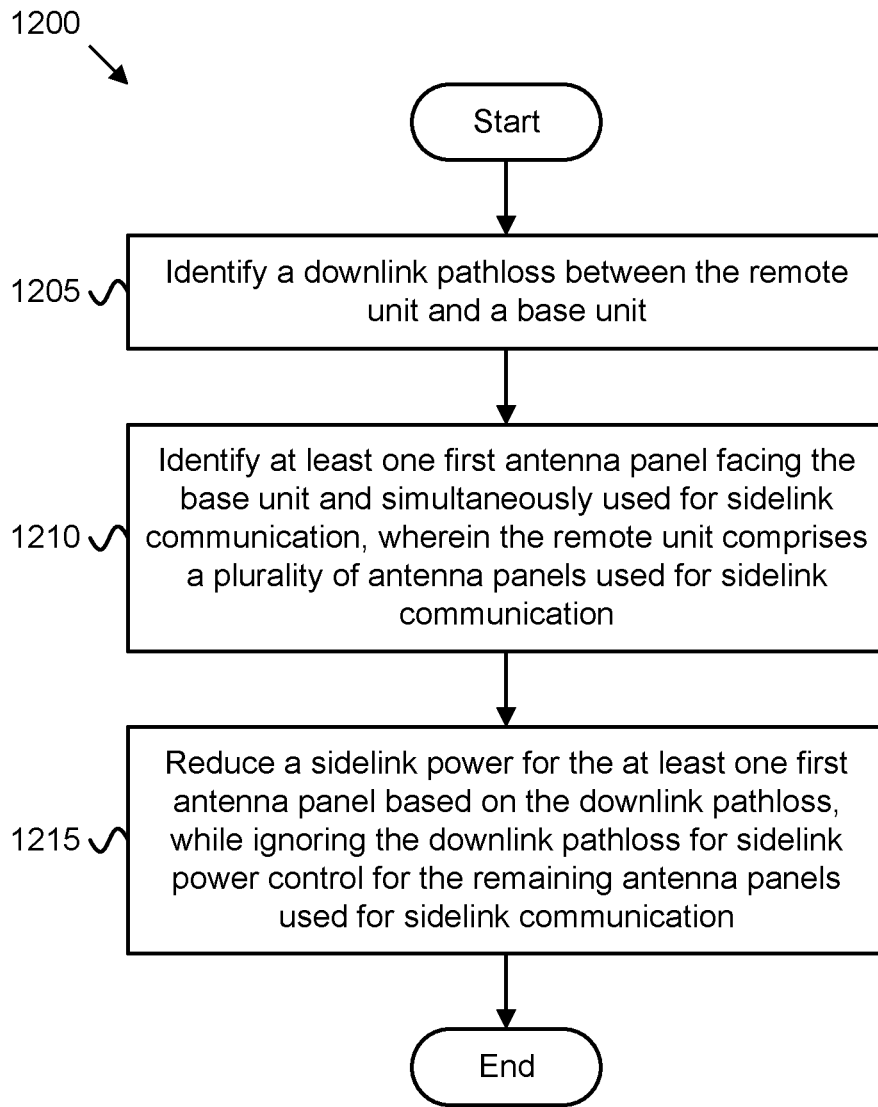 1200
Start
1205
Identify a downlink pathloss between the remote
unit and a base unit
1210
Identify at least one first antenna panel facing the
base unit and simultaneously used for sidelink
communication, wherein the remote unit comprises
a plurality of antenna panels used for sidelink
communication
1215
Reduce a sidelink power for the at least one first
antenna panel based on the downlink pathloss,
while ignoring the downlink pathloss for sidelink
power control for the remaining antenna panels
used for sidelink communication
End